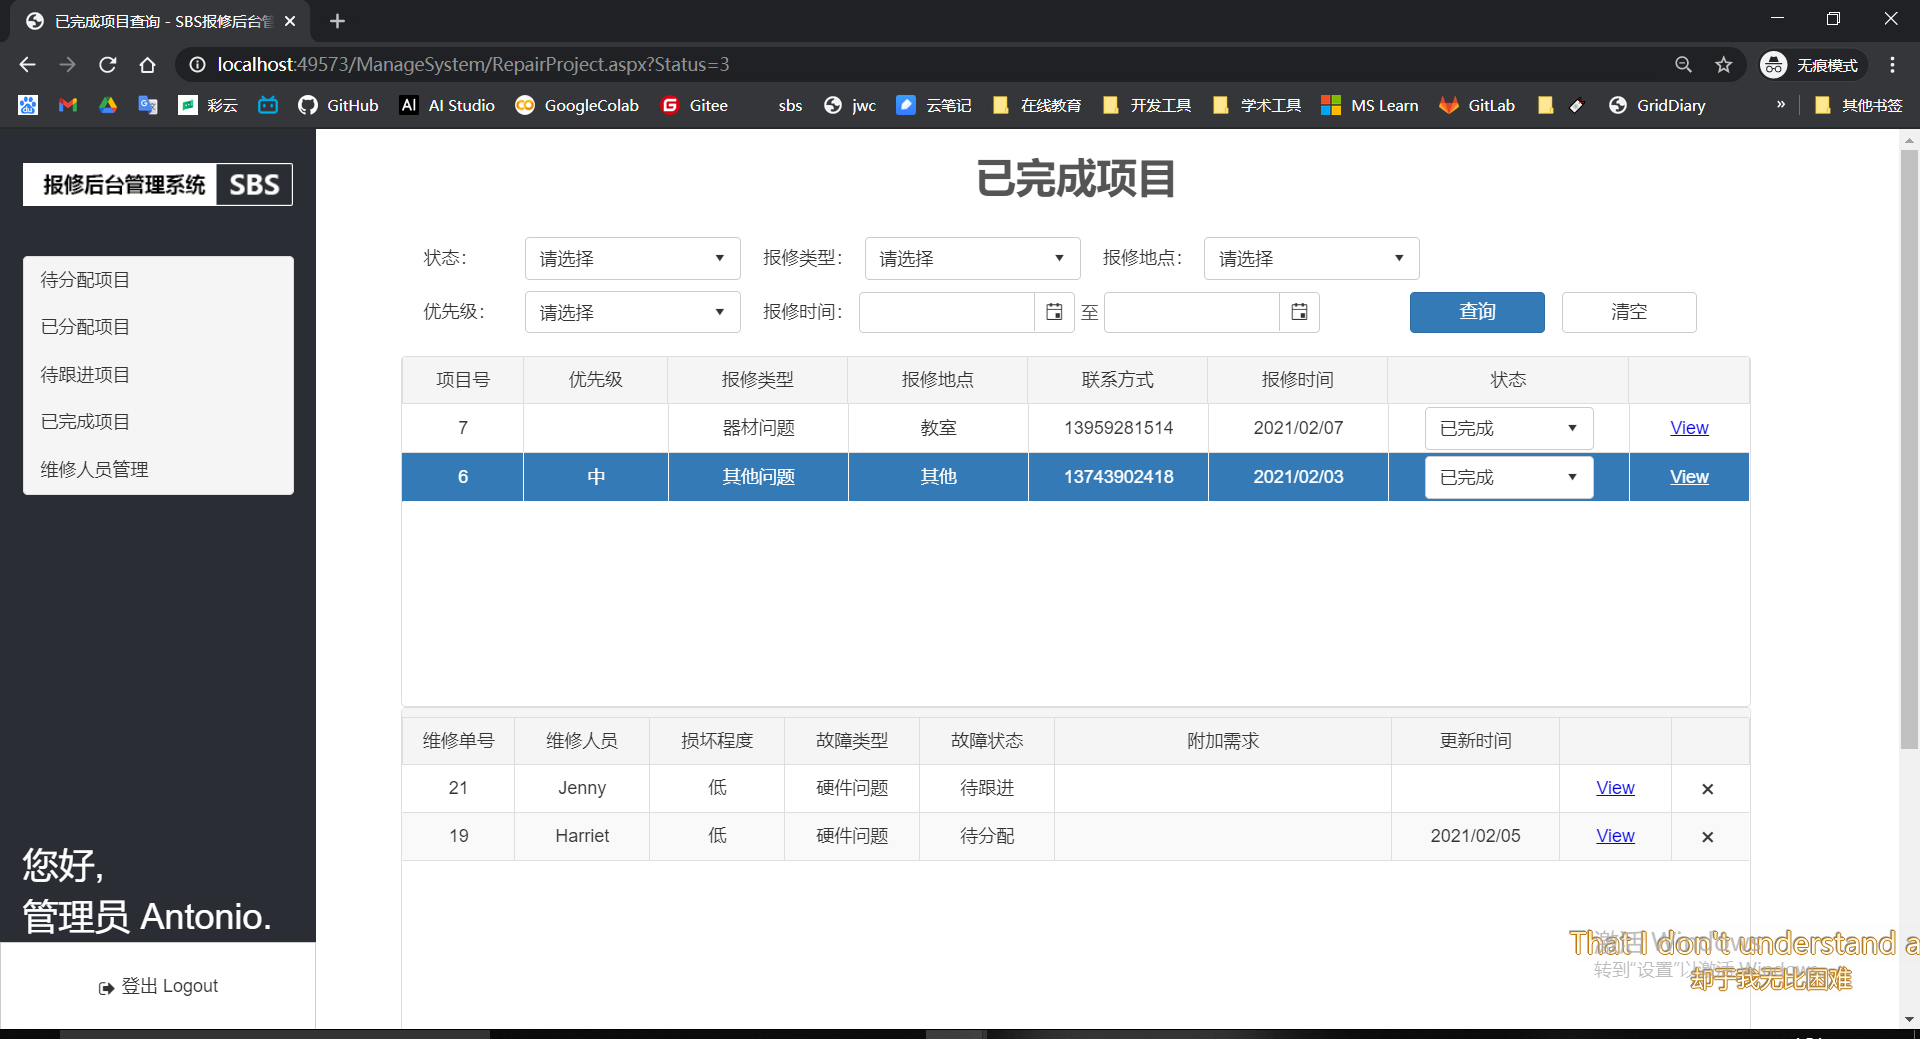 已完成项目查询 - SBS报修后台管
localhost:49573/ManageSystem/RepairProject.aspx?Status=3
无痕模式
彩云 GitHub AI AI Studio GoogleColab Gitee sbs jwc 云笔记 在线教育 开发工具 学术工具 MS Learn GitLab GridDiary » 其他书签
报修后台管理系统 SBS
待分配项目
已分配项目
待跟进项目
已完成项目
维修人员管理
您好,
管理员 Antonio.
登出 Logout
已完成项目
状态: 请选择 报修类型: 请选择 报修地点: 请选择
优先级: 请选择 报修时间: 至 查询 清空
项目号 优先级 报修类型 报修地点 联系方式 报修时间 状态
7 器材问题 教室 13959281514 2021/02/07 已完成 View
6 中 其他问题 其他 13743902418 2021/02/03 已完成 View
维修单号 维修人员 损坏程度 故障类型 故障状态 附加需求 更新时间
21 Jenny 低 硬件问题 待跟进 View ×
19 Harriet 低 硬件问题 待分配 2021/02/05 View ×
激活 Windows
转到"设置"以激活 Windows。
That I don't understand a
却于我无比困难